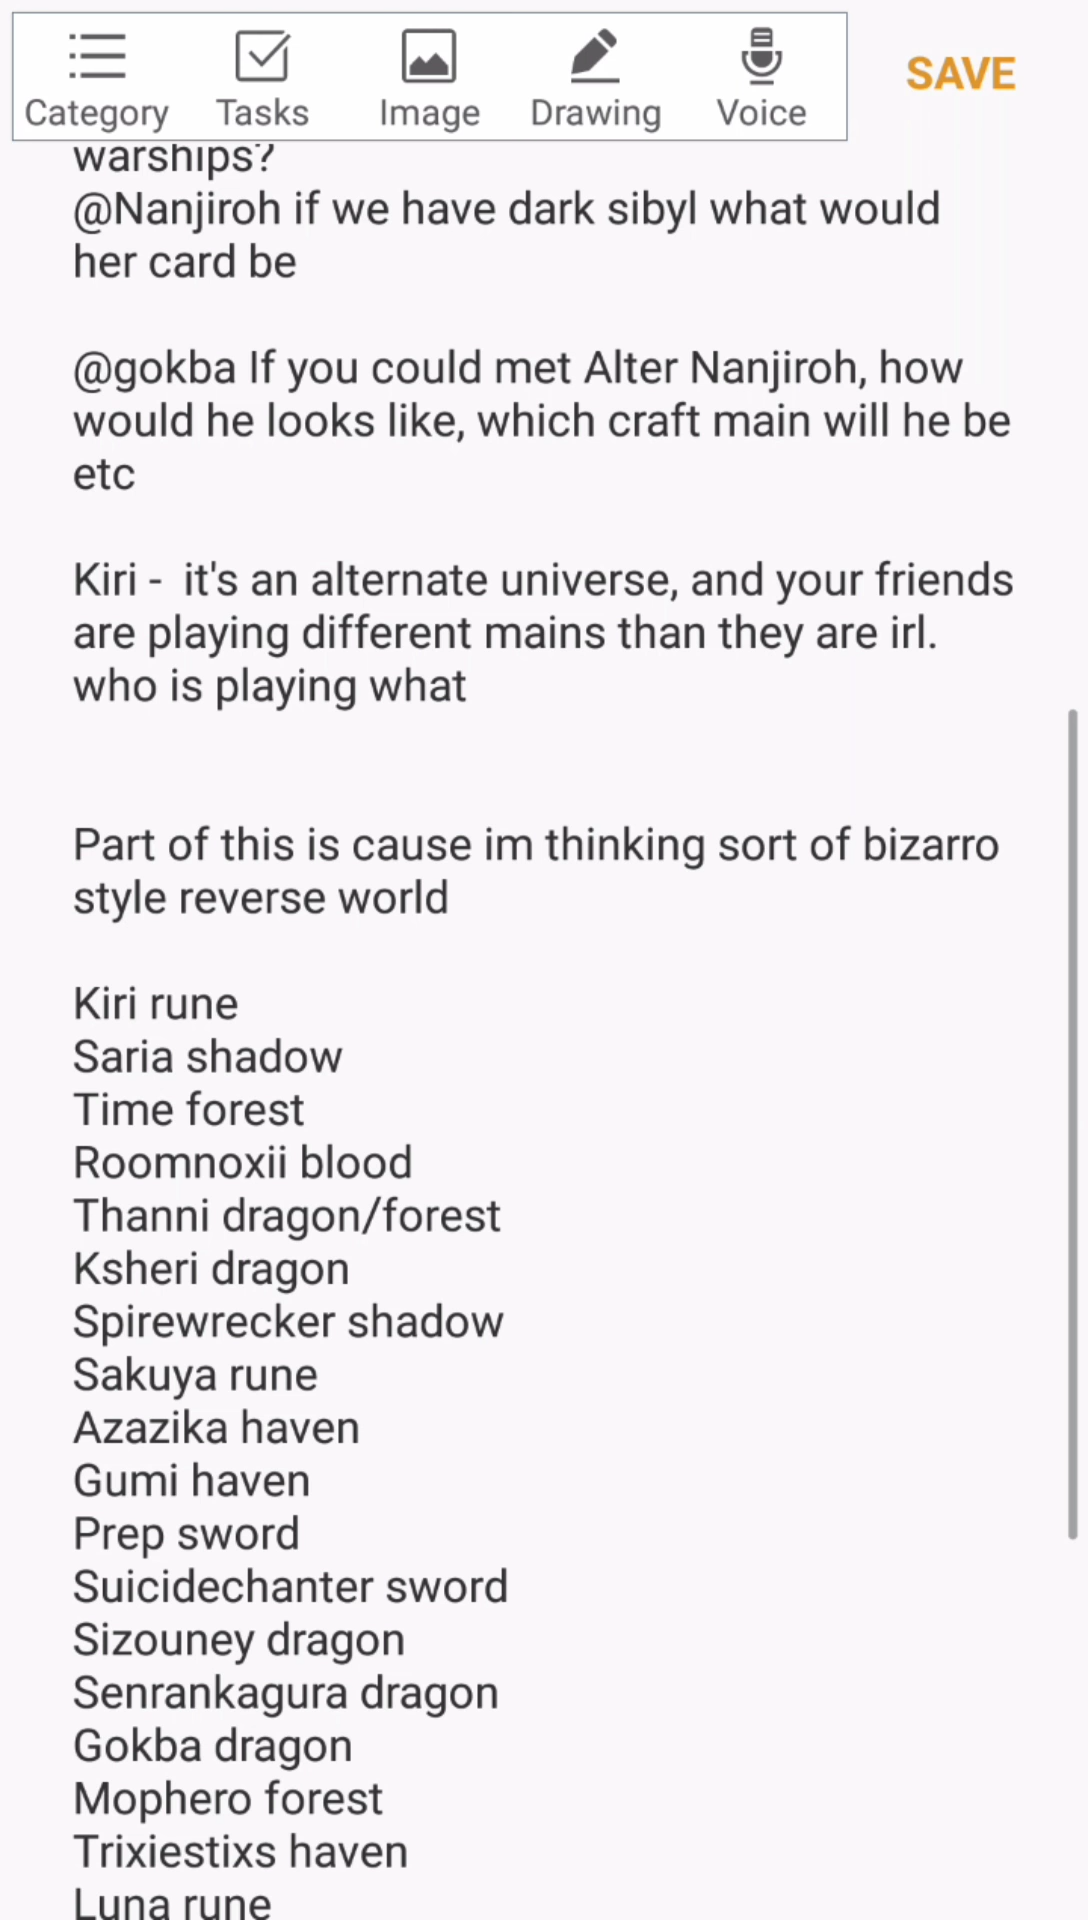 Category Tasks Image Drawing Voice SAVE
warships?
@Nanjiroh if we have dark sibyl what would
her card be
@gokba If you could met Alter Nanjiroh, how
would he looks like, which craft main will he be
etc
Kiri -  it's an alternate universe, and your friends
are playing different mains than they are irl.
who is playing what
Part of this is cause im thinking sort of bizarro
style reverse world
Kiri rune
Saria shadow
Time forest
Roomnoxii blood
Thanni dragon/forest
Ksheri dragon
Spirewrecker shadow
Sakuya rune
Azazika haven
Gumi haven
Prep sword
Suicidechanter sword
Sizouney dragon
Senrankagura dragon
Gokba dragon
Mophero forest
Trixiestixs haven
Luna rune